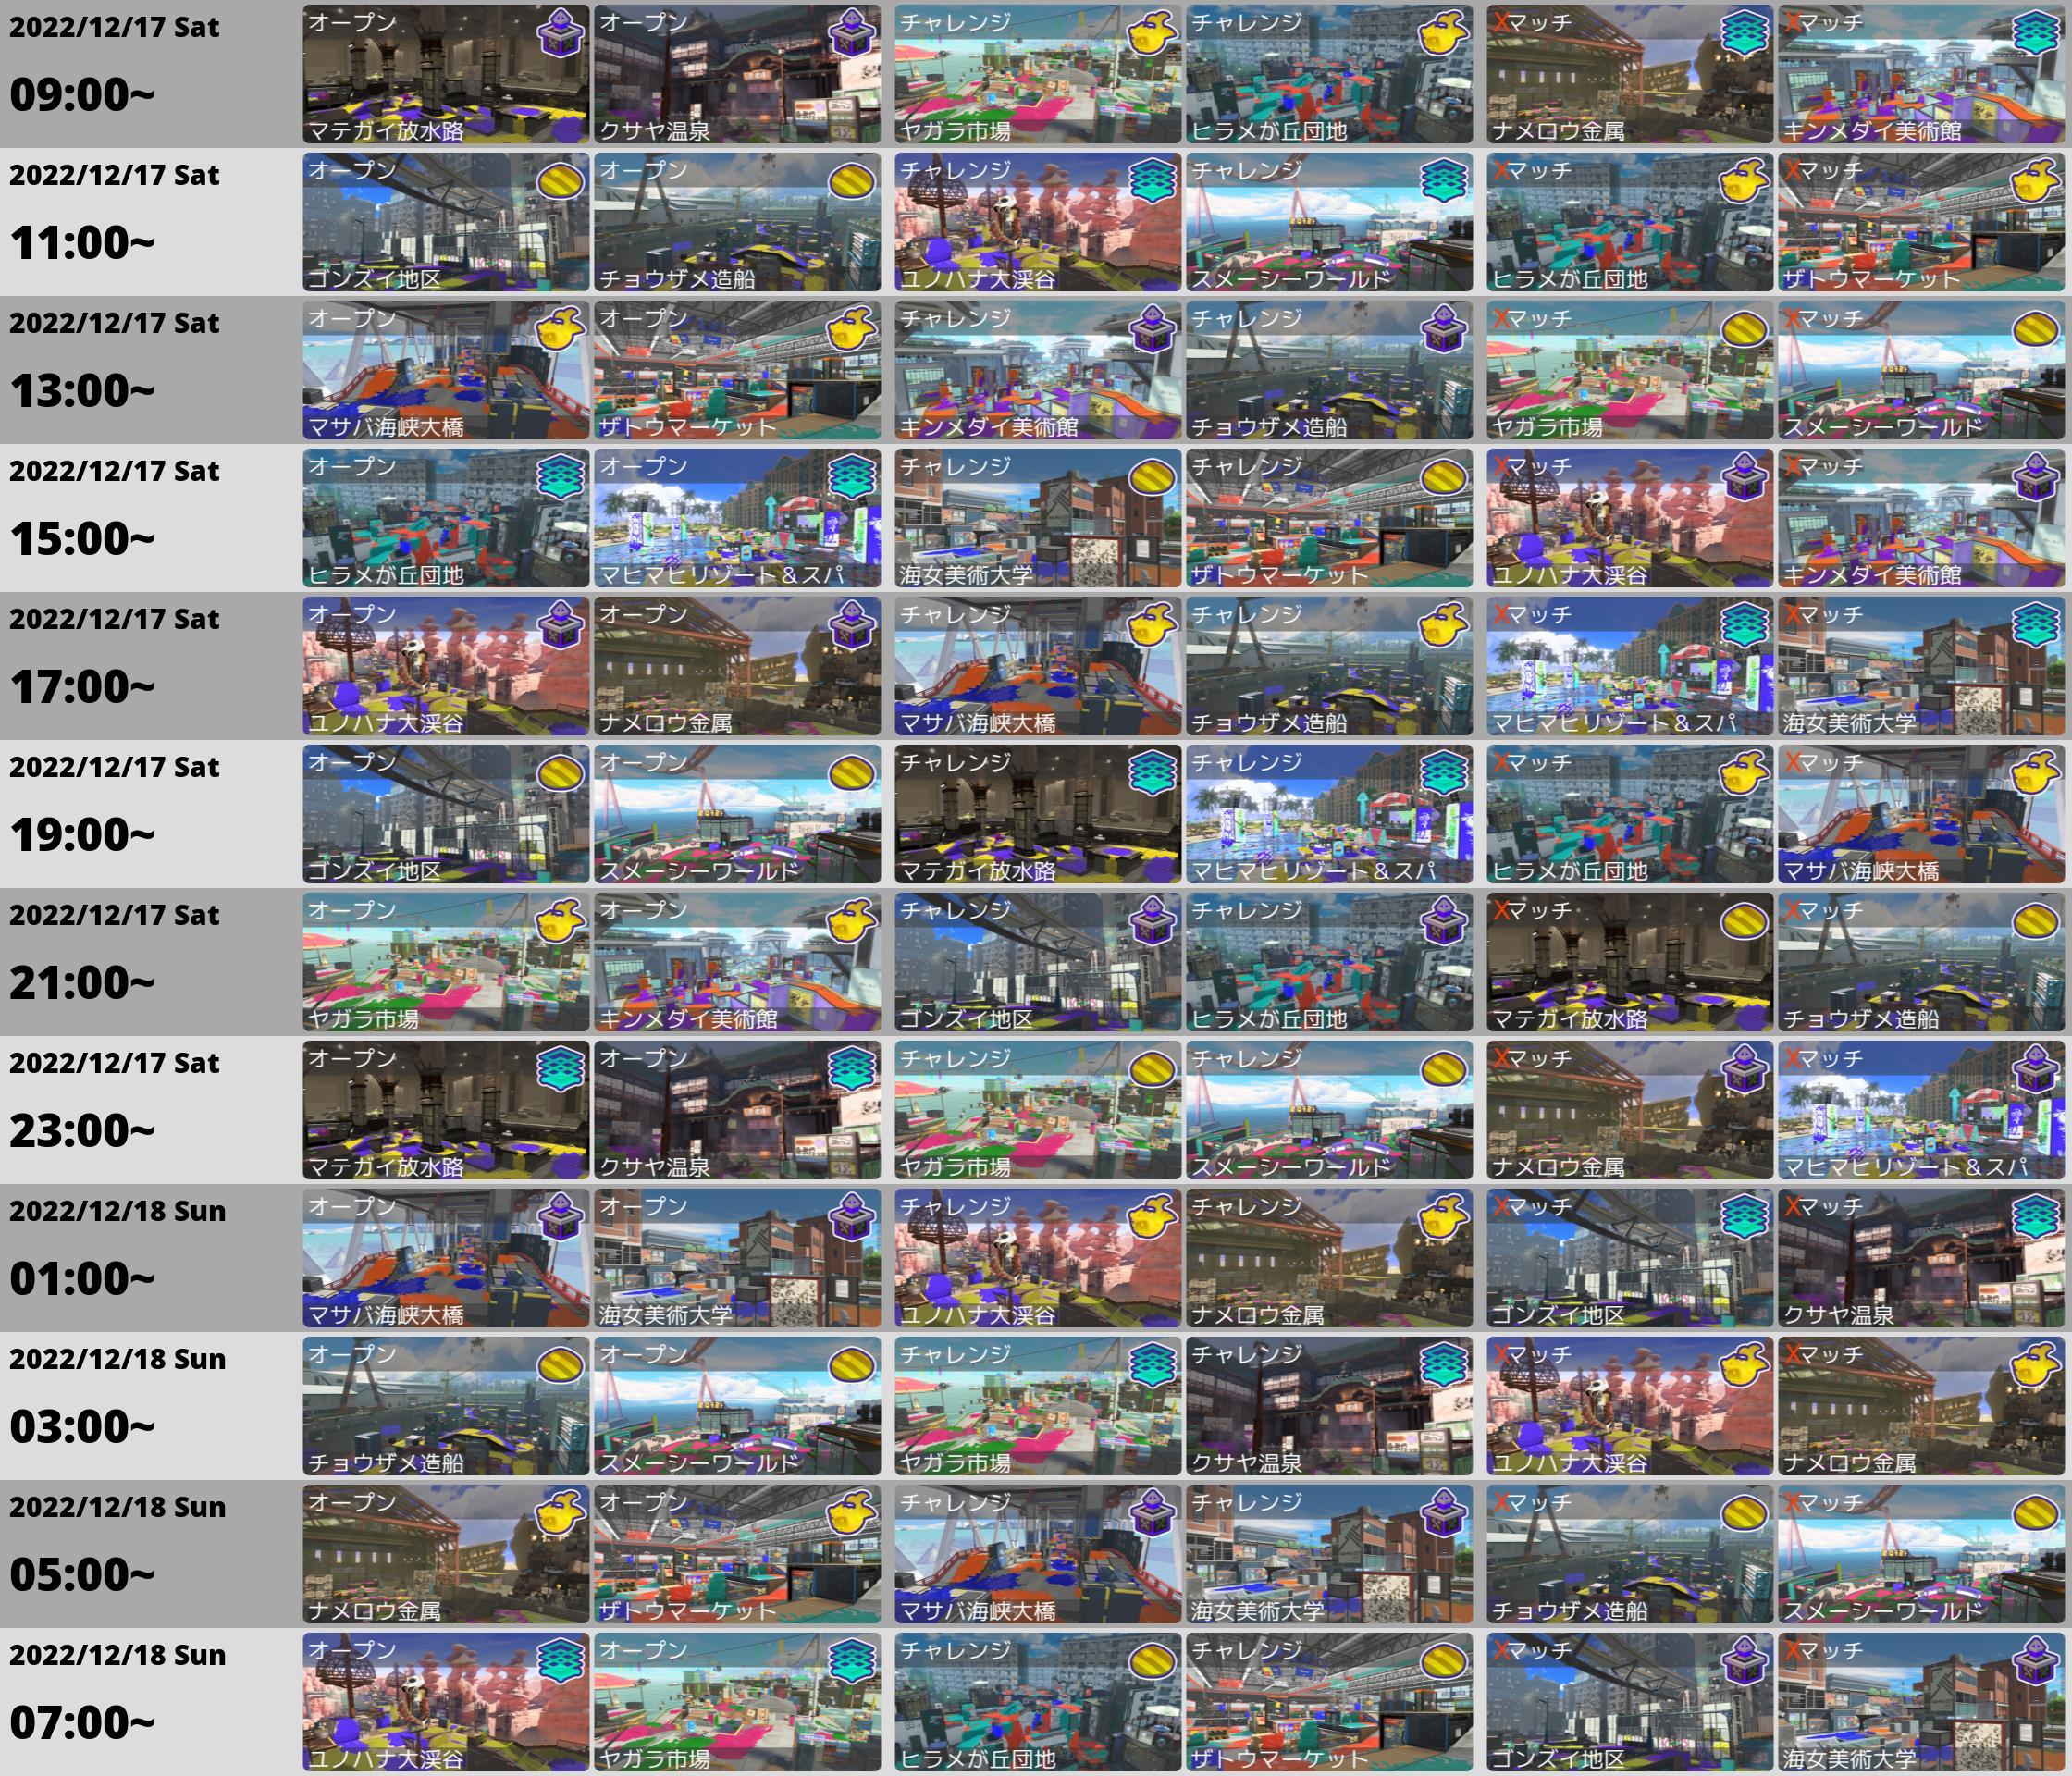 2022/12/17 Sat
09:00~
オープン オープン チャレンジ チャレンジ Xマッチ Xマッチ
マテガイ放水路 クサヤ温泉 ヤガラ市場 ヒラメが丘団地 ナメロウ金属 キンメダイ美術館
2022/12/17 Sat
11:00~
オープン オープン チャレンジ チャレンジ Xマッチ Xマッチ
ゴンズイ地区 チョウザメ造船 ユノハナ大渓谷 スメーシーワールド ヒラメが丘団地 ザトウマーケット
2022/12/17 Sat
13:00~
オープン オープン チャレンジ チャレンジ Xマッチ Xマッチ
マサバ海峡大橋 ザトウマーケット キンメダイ美術館 チョウザメ造船 ヤガラ市場 スメーシーワールド
2022/12/17 Sat
15:00~
オープン オープン チャレンジ チャレンジ Xマッチ Xマッチ
ヒラメが丘団地 マヒマヒリゾート&スパ 海女美術大学 ザトウマーケット ユノハナ大渓谷 キンメダイ美術館
2022/12/17 Sat
17:00~
オープン オープン チャレンジ チャレンジ Xマッチ Xマッチ
ユノハナ大渓谷 ナメロウ金属 マサバ海峡大橋 チョウザメ造船 マヒマヒリゾート&スパ 海女美術大学
2022/12/17 Sat
19:00~
オープン オープン チャレンジ チャレンジ Xマッチ Xマッチ
ゴンズイ地区 スメーシーワールド マテガイ放水路 マヒマヒリゾート&スパ ヒラメが丘団地 マサバ海峡大橋
2022/12/17 Sat
21:00~
オープン オープン チャレンジ チャレンジ Xマッチ Xマッチ
ヤガラ市場 キンメダイ美術館 ゴンズイ地区 ヒラメが丘団地 マテガイ放水路 チョウザメ造船
2022/12/17 Sat
23:00~
オープン オープン チャレンジ チャレンジ Xマッチ Xマッチ
マテガイ放水路 クサヤ温泉 ヤガラ市場 スメーシーワールド ナメロウ金属 マヒマヒリゾート&スパ
2022/12/18 Sun
01:00~
オープン オープン チャレンジ チャレンジ Xマッチ Xマッチ
マサバ海峡大橋 海女美術大学 ユノハナ大渓谷 ナメロウ金属 ゴンズイ地区 クサヤ温泉
2022/12/18 Sun
03:00~
オープン オープン チャレンジ チャレンジ Xマッチ Xマッチ
チョウザメ造船 スメーシーワールド ヤガラ市場 クサヤ温泉 ユノハナ大渓谷 ナメロウ金属
2022/12/18 Sun
05:00~
オープン オープン チャレンジ チャレンジ Xマッチ Xマッチ
ナメロウ金属 ザトウマーケット マサバ海峡大橋 海女美術大学 チョウザメ造船 スメーシーワールド
2022/12/18 Sun
07:00~
オープン オープン チャレンジ チャレンジ Xマッチ Xマッチ
ユノハナ大渓谷 ヤガラ市場 ヒラメが丘団地 ザトウマーケット ゴンズイ地区 海女美術大学